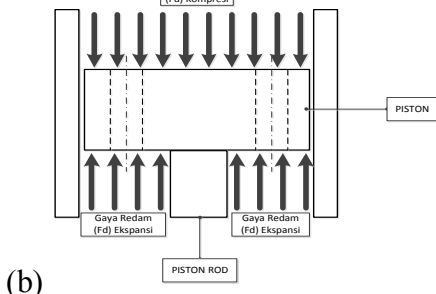 (Fd) Kompresi
PISTON
Gaya Redam
(Fd) Ekspansi
Gaya Redam
(Fd) Ekspansi
PISTON ROD
(b)